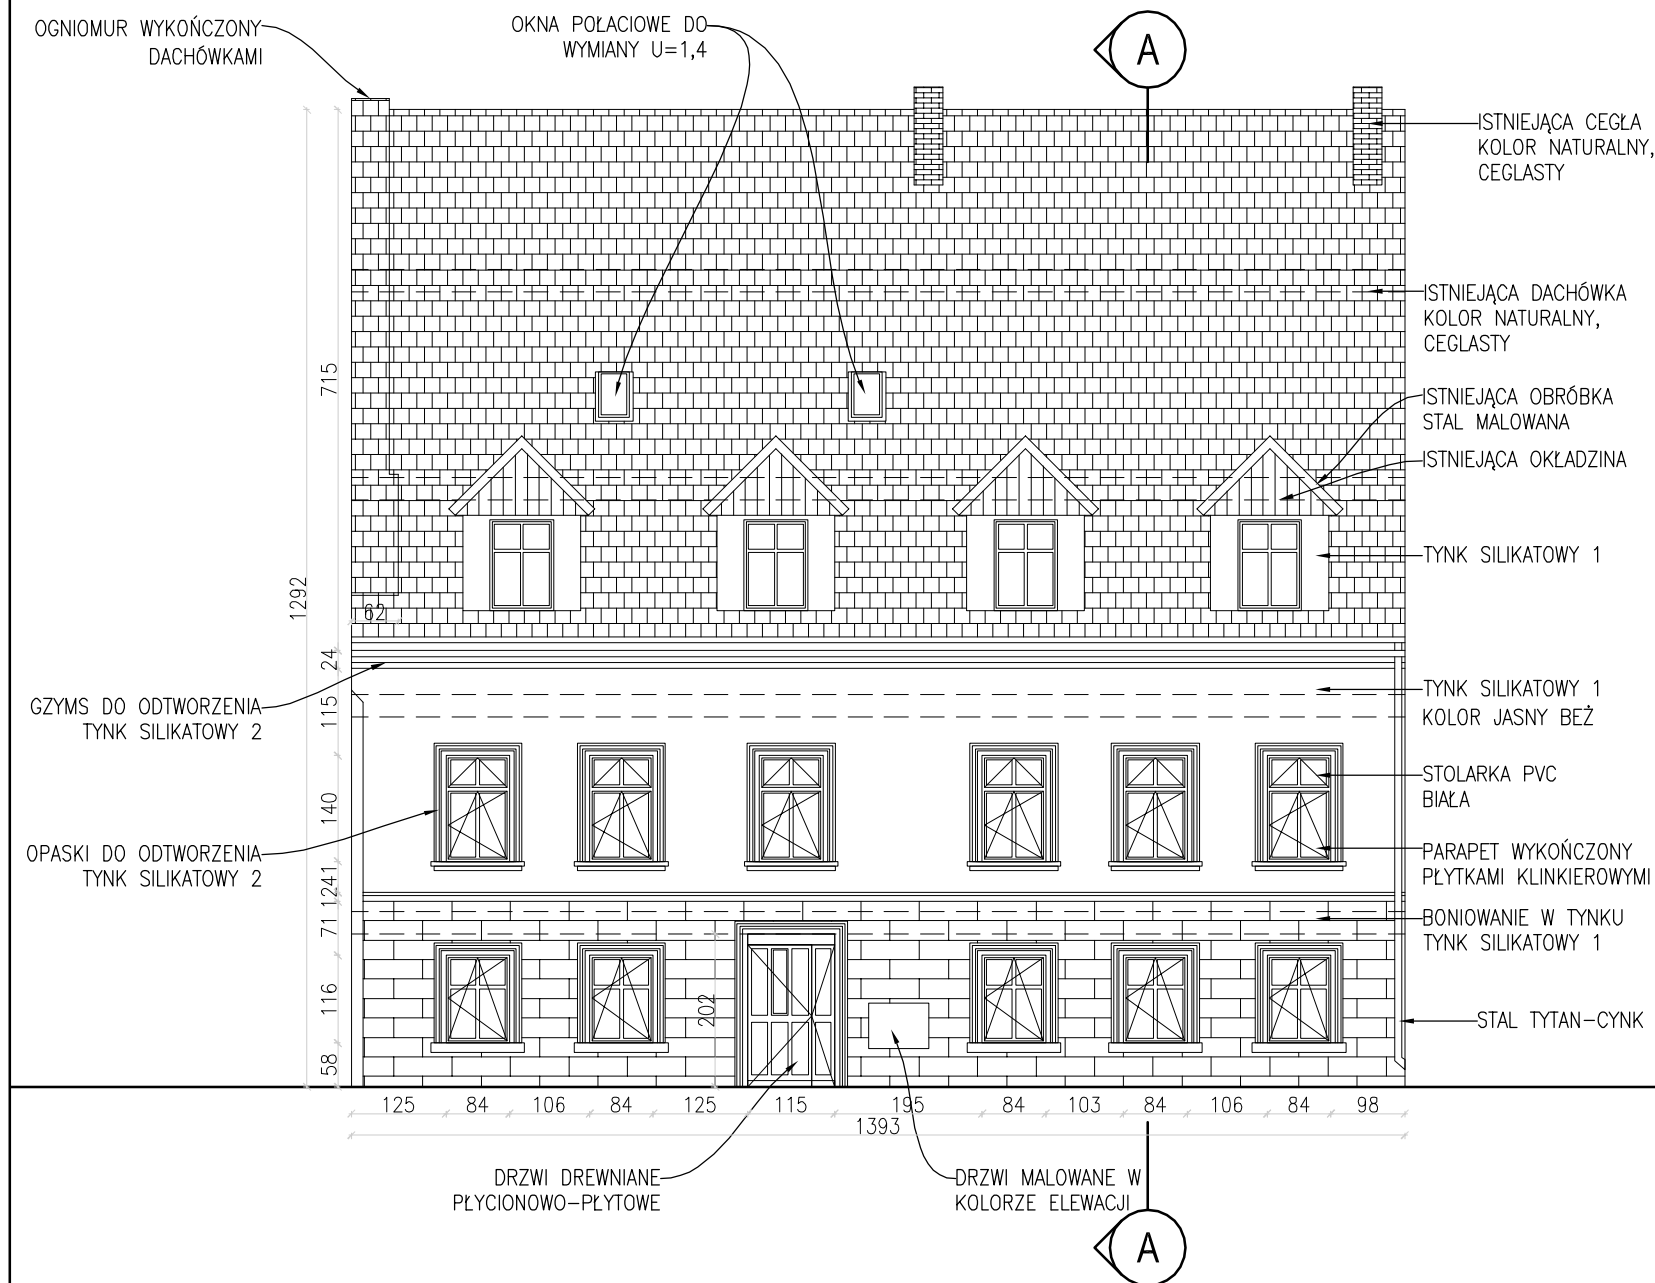 OGNIOMUR WYKOŃCZONY
DACHÓWKAMI
OKNA POŁACIOWE DO
WYMIANY U=1,4
A
ISTNIEJĄCA CEGŁA
KOLOR NATURALNY,
CEGLASTY
ISTNIEJĄCA DACHÓWKA
KOLOR NATURALNY,
CEGLASTY
ISTNIEJĄCA OBRÓBKA
STAL MALOWANA
ISTNIEJĄCA OKŁADZINA
TYNK SILIKATOWY 1
715
1292
62
24
115
140
1241
71
116
58
202
GZYMS DO ODTWORZENIA
TYNK SILIKATOWY 2
TYNK SILIKATOWY 1
KOLOR JASNY BEŻ
STOLARKA PVC
BIAŁA
OPASKI DO ODTWORZENIA
TYNK SILIKATOWY 2
PARAPET WYKOŃCZONY
PŁYTKAMI KLINKIEROWYMI
BONIOWANIE W TYNKU
TYNK SILIKATOWY 1
STAL TYTAN-CYNK
125 84 106 84 125 115 195 84 103 84 106 84 98
1393
DRZWI DREWNIANE
PŁYCIONOWO-PŁYTOWE
DRZWI MALOWANE W
KOLORZE ELEWACJI
A